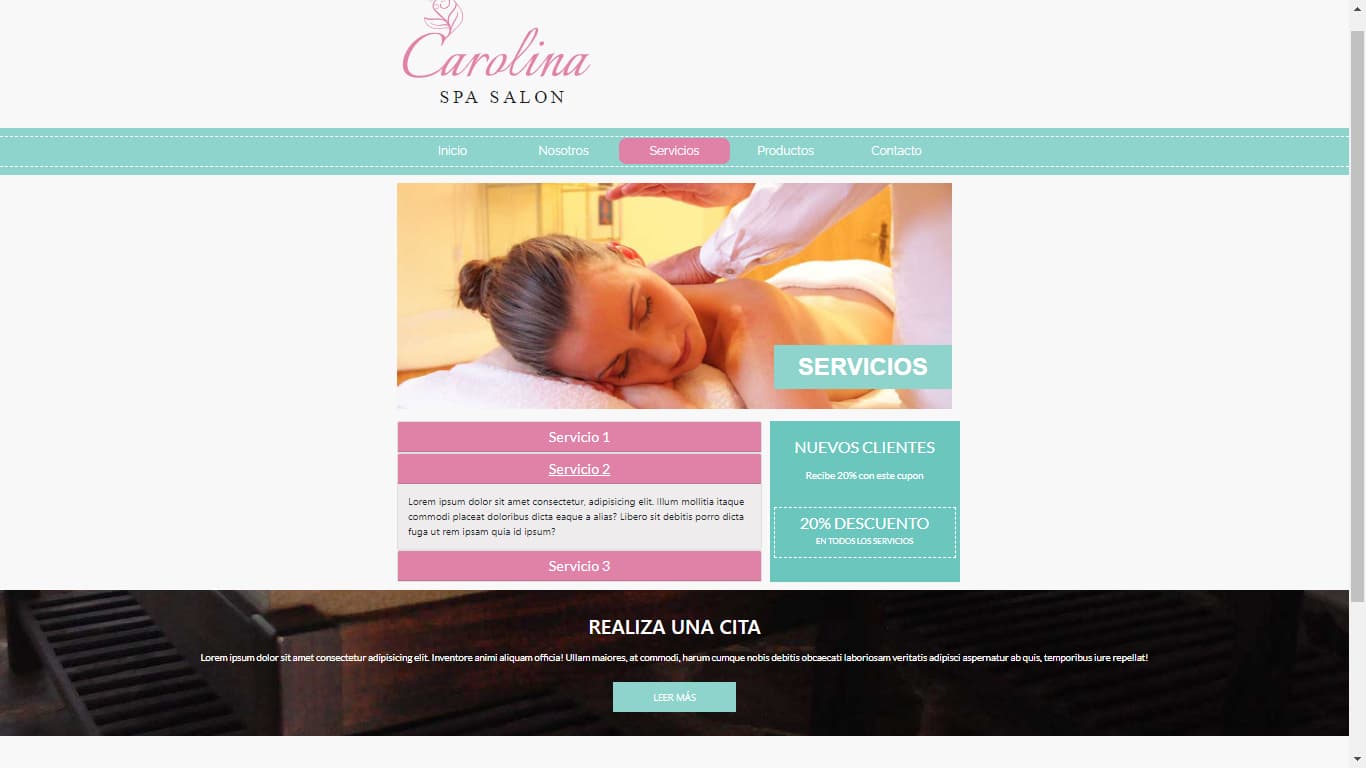 Carolina
SPA SALON
Inicio Nosotros Servicios Productos Contacto
SERVICIOS
Servicio 1
Servicio 2
Lorem ipsum dolor sit amet consectetur, adipisicing elit. Illum mollitia itaque
commodi placeat doloribus dicta eaque a alias? Libero sit debitis porro dicta
fuga ut rem ipsam quia id ipsum?
Servicio 3
NUEVOS CLIENTES
Recibe 20% con este cupon
20% DESCUENTO
EN TODOS LOS SERVICIOS
REALIZA UNA CITA
Lorem ipsum dolor sit amet consectetur adipisicing elit. Inventore animi aliquam officia! Ullam maiores, at commodi, harum cumque nobis debitis obcaecati laboriosam veritatis adipisci aspernatur ab quis, temporibus iure repellat!
LEER MÁS